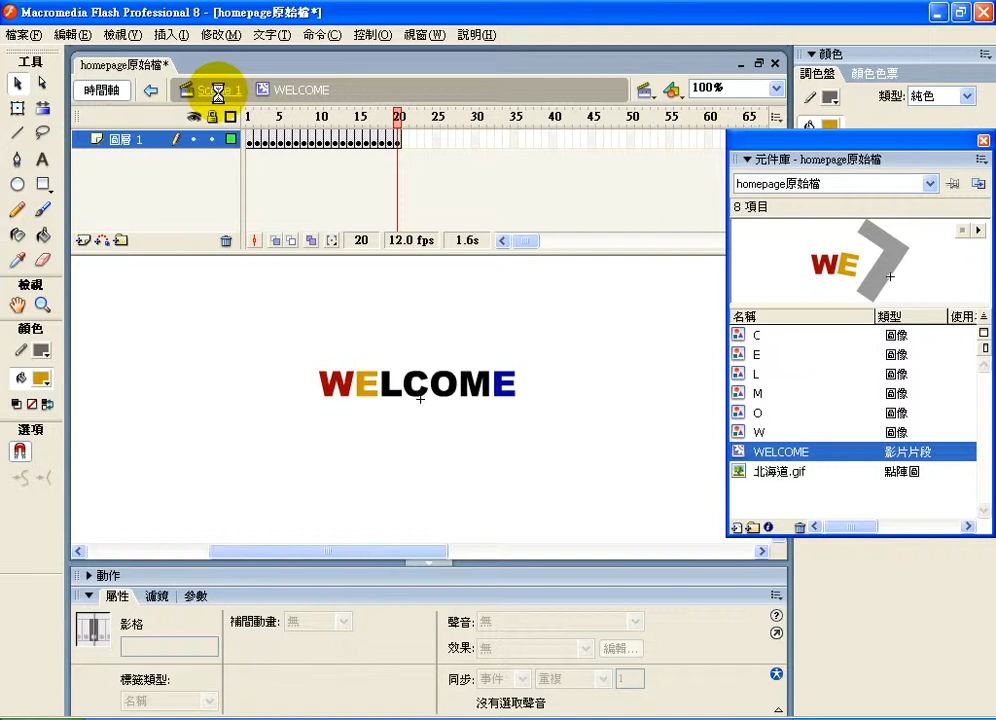 Macromedia Flash Professional 8 - [homepage原始檔*]
檔案(F) 編輯(E) 檢視(V) 插入(I) 修改(M) 文字(T) 命令(C) 控制(O) 視窗(W) 說明(H)
工具
homepage原始檔*
時間軸
WELCOME
100%
1 5 10 15 20 25 30 35 40 45 50 55 60 65
圖層 1
20 12.0 fps 1.6s
檢視
顏色
選項
WELCOME
顏色
調色盤 顏色色票
類型: 純色
元件庫 - homepage原始檔
homepage原始檔
8 項目
WE
名稱 類型 使用
C 圖像
E 圖像
L 圖像
M 圖像
O 圖像
W 圖像
WELCOME 影片片段
北海道.gif 點陣圖
動作
屬性 濾鏡 參數
影格
補間動畫: 無
聲音: 無
效果: 無 編輯...
標籤類型:
名稱
同步: 事件 重複 1
沒有選取聲音